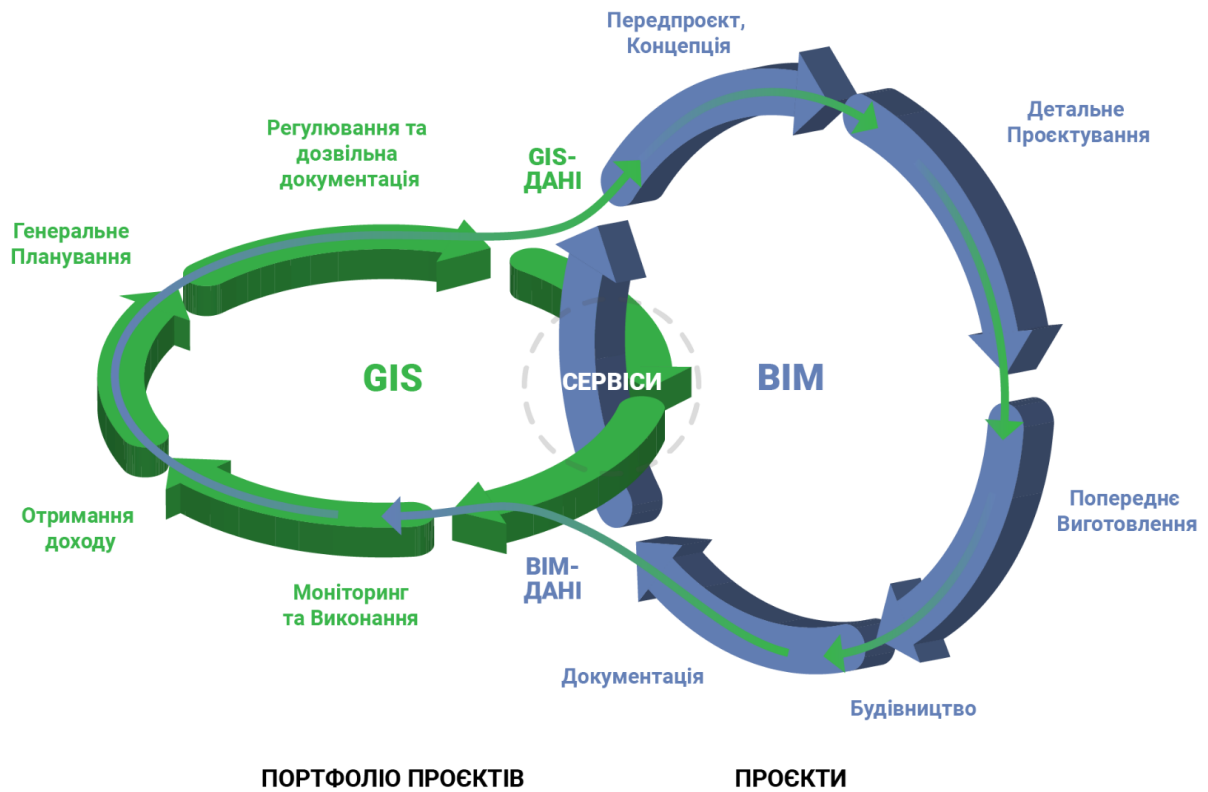 Передпроєкт,
Концепція
Детальне
Проєктування
Регулювання та
дозвільна
документація
GIS-
ДАНІ
Генеральне
Планування
GIS
СЕРВІСИ
BIM
Отримання
доходу
Попереднє
Виготовлення
BIM-
ДАНІ
Моніторинг
та Виконання
Документація
Будівництво
ПОРТФОЛІО ПРОЄКТІВ
ПРОЄКТИ